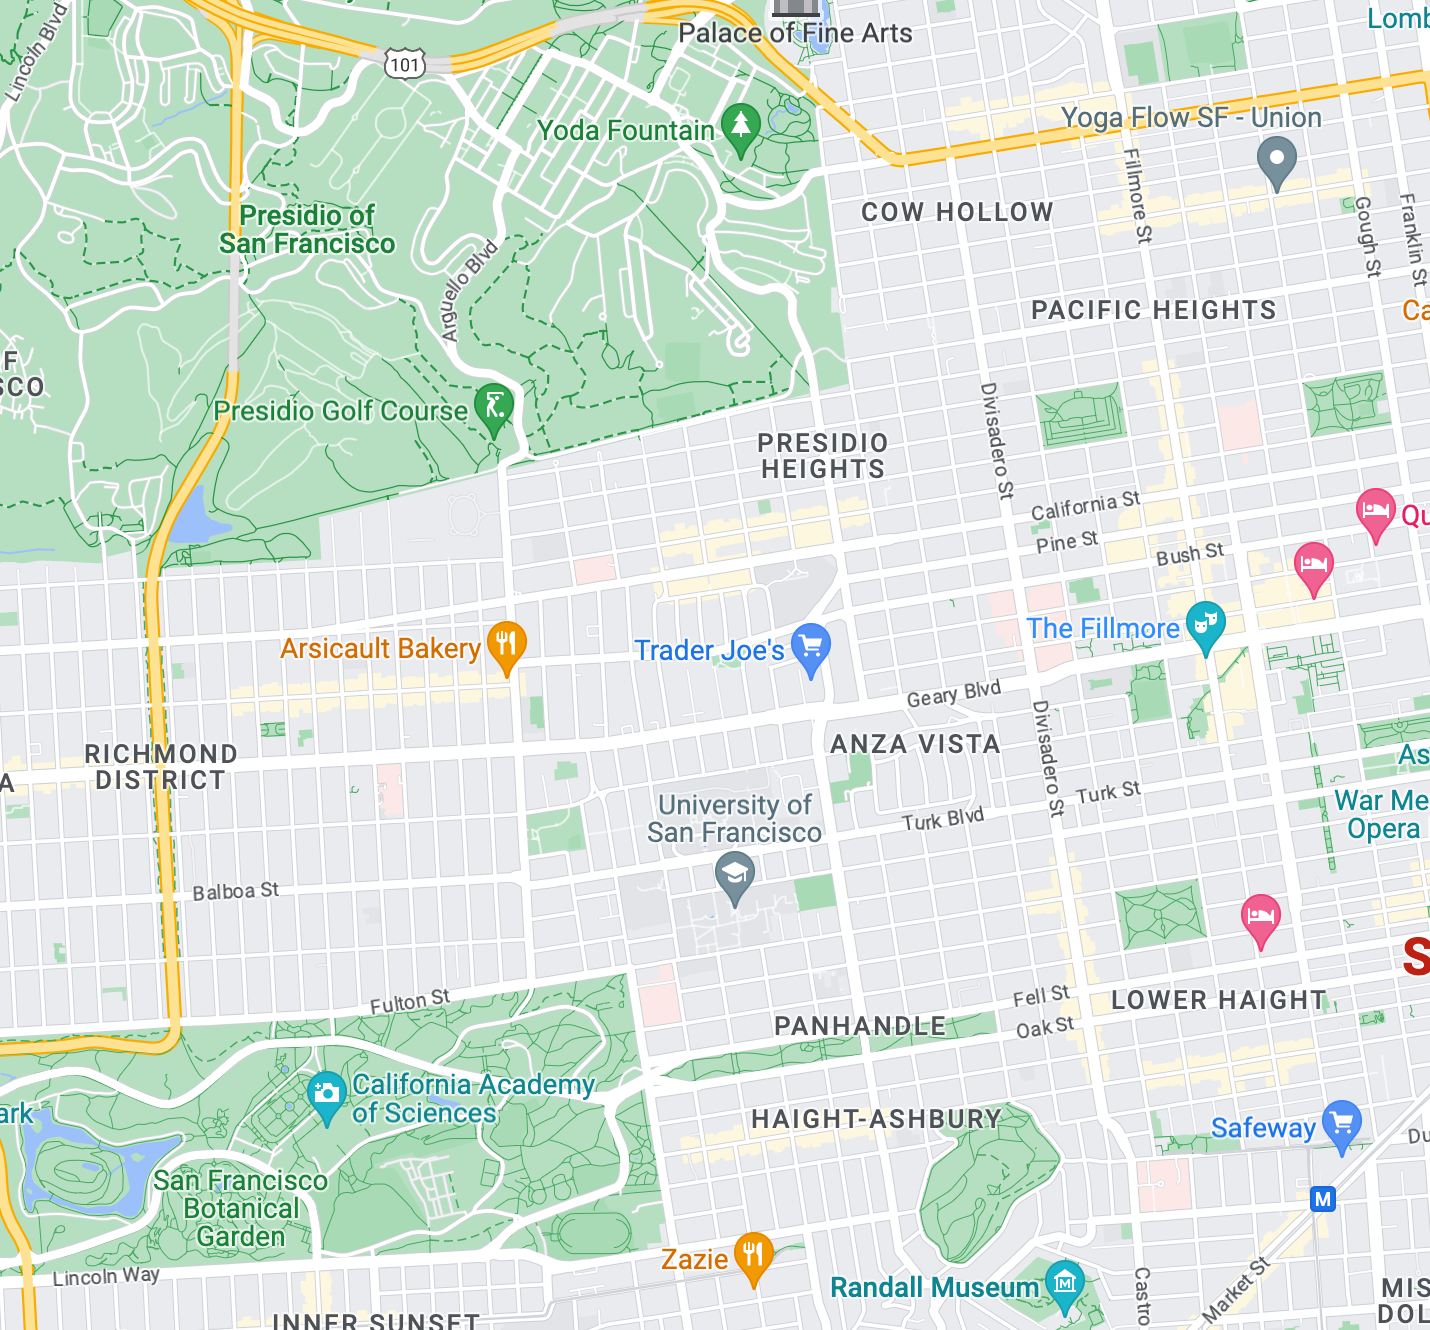 Lincoln Blvd
101
Palace of Fine Arts
Lomb
Yoda Fountain
Yoga Flow SF - Union
Fillmore St
Presidio of
San Francisco
COW HOLLOW
Gough St
Franklin St
Arguello Blvd
PACIFIC HEIGHTS
Ca
F
SCO
Presidio Golf Course
Divisadero St
PRESIDIO
HEIGHTS
California St
Pine St
Bush St
Qu
Arsicault Bakery
Trader Joe's
The Fillmore
Geary Blvd
RICHMOND
DISTRICT
A
ANZA VISTA
Divisadero St
As
University of
San Francisco
Turk Blvd
Turk St
War Me
Opera
Balboa St
S
Fulton St
Fell St
Oak St
LOWER HAIGHT
PANHANDLE
California Academy
of Sciences
ark
HAIGHT-ASHBURY
Safeway
Du
San Francisco
Botanical
Garden
M
Lincoln Way
Zazie
Randall Museum
M
Castro
Market St
MIS
DOL
INNER SUNSET